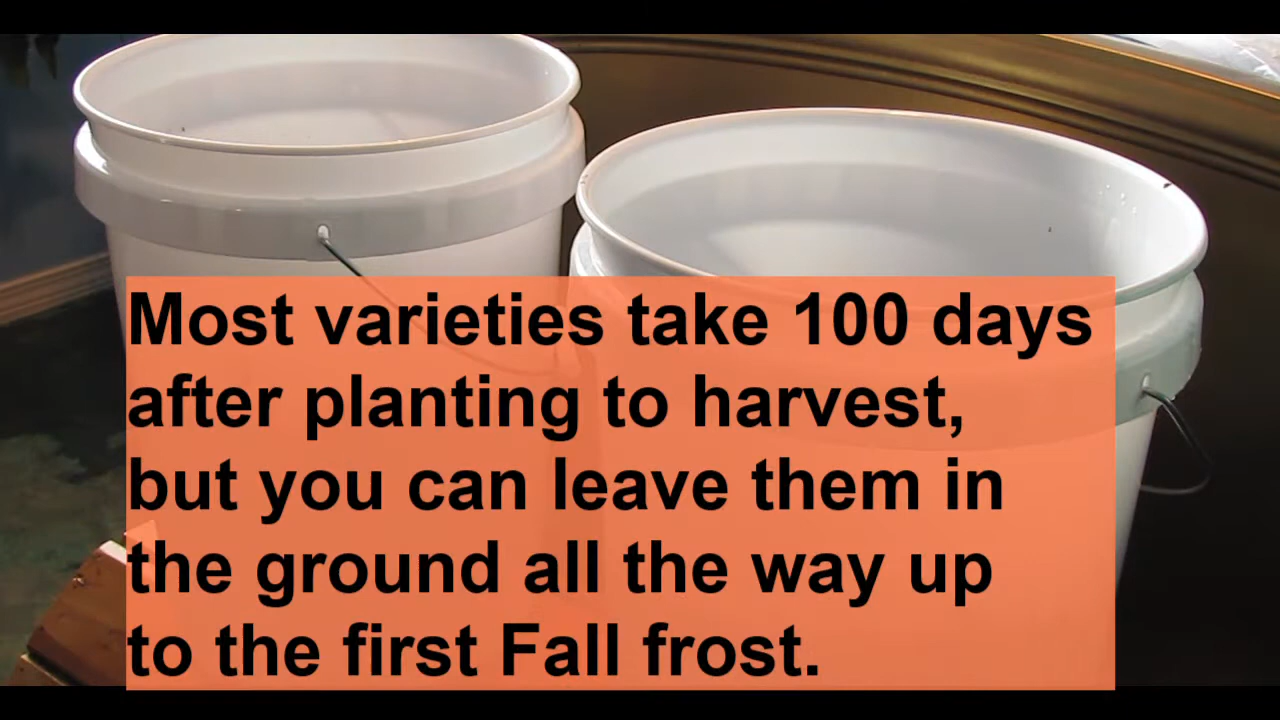 Most varieties take 100 days
after planting to harvest,
but you can leave them in
the ground all the way up
to the first Fall frost.